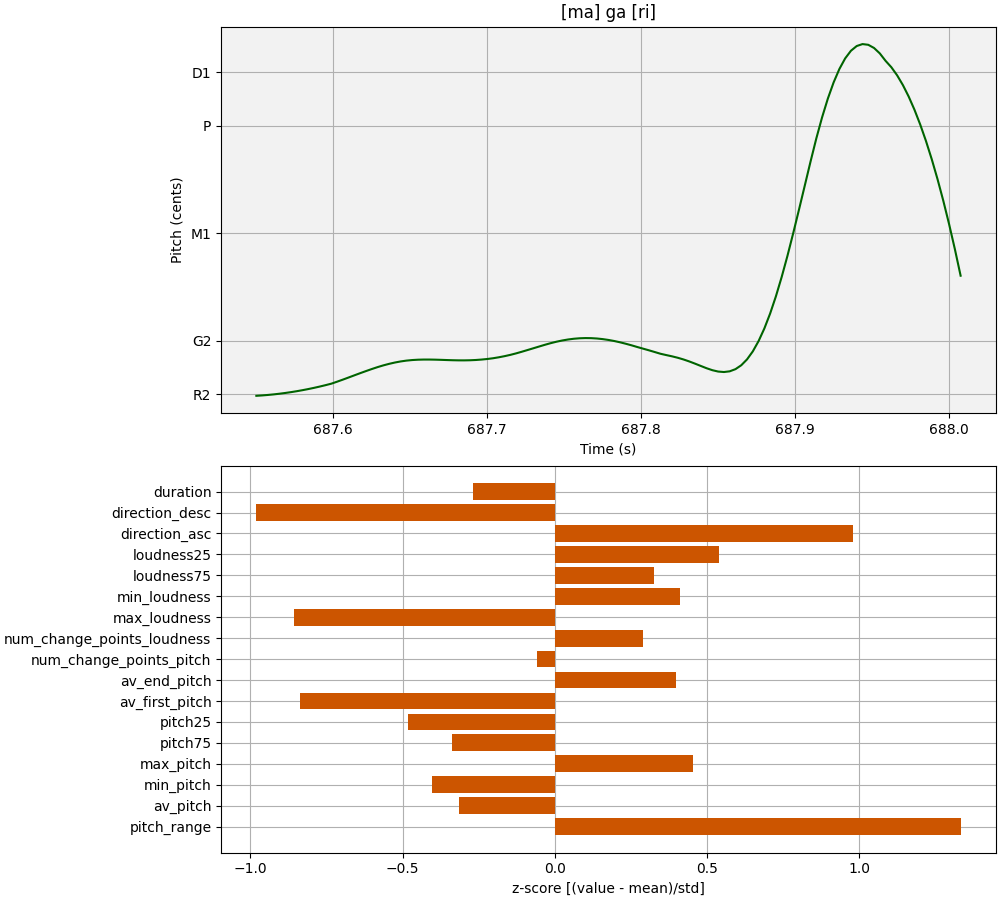 [ma] ga [ri]
D1
P
M1
G2
R2
Pitch (cents)
687.6 687.7 687.8 687.9 688.0
Time (s)
duration
direction_desc
direction_asc
loudness25
loudness75
min_loudness
max_loudness
num_change_points_loudness
num_change_points_pitch
av_end_pitch
av_first_pitch
pitch25
pitch75
max_pitch
min_pitch
av_pitch
pitch_range
−1.0 −0.5 0.0 0.5 1.0
z-score [(value - mean)/std]